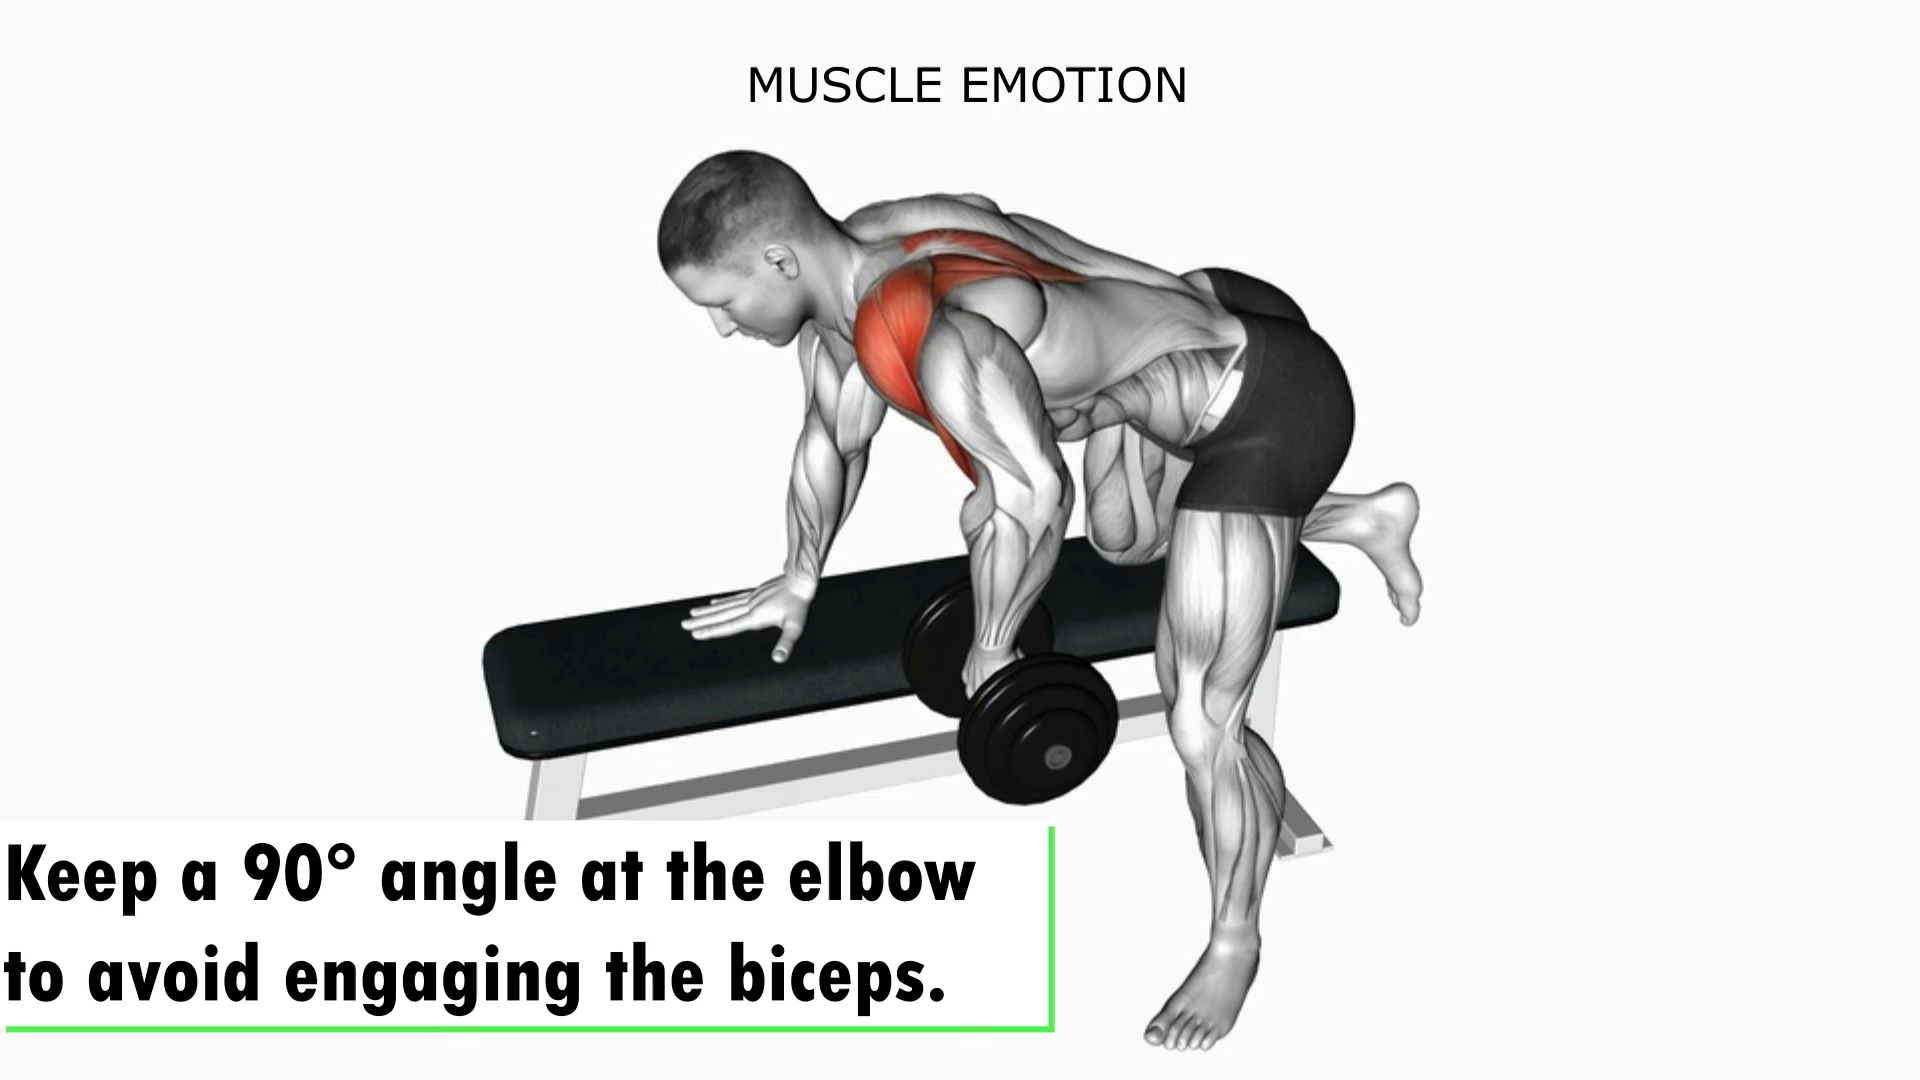 MUSCLE EMOTION
Keep a 90° angle at the elbow
to avoid engaging the biceps.